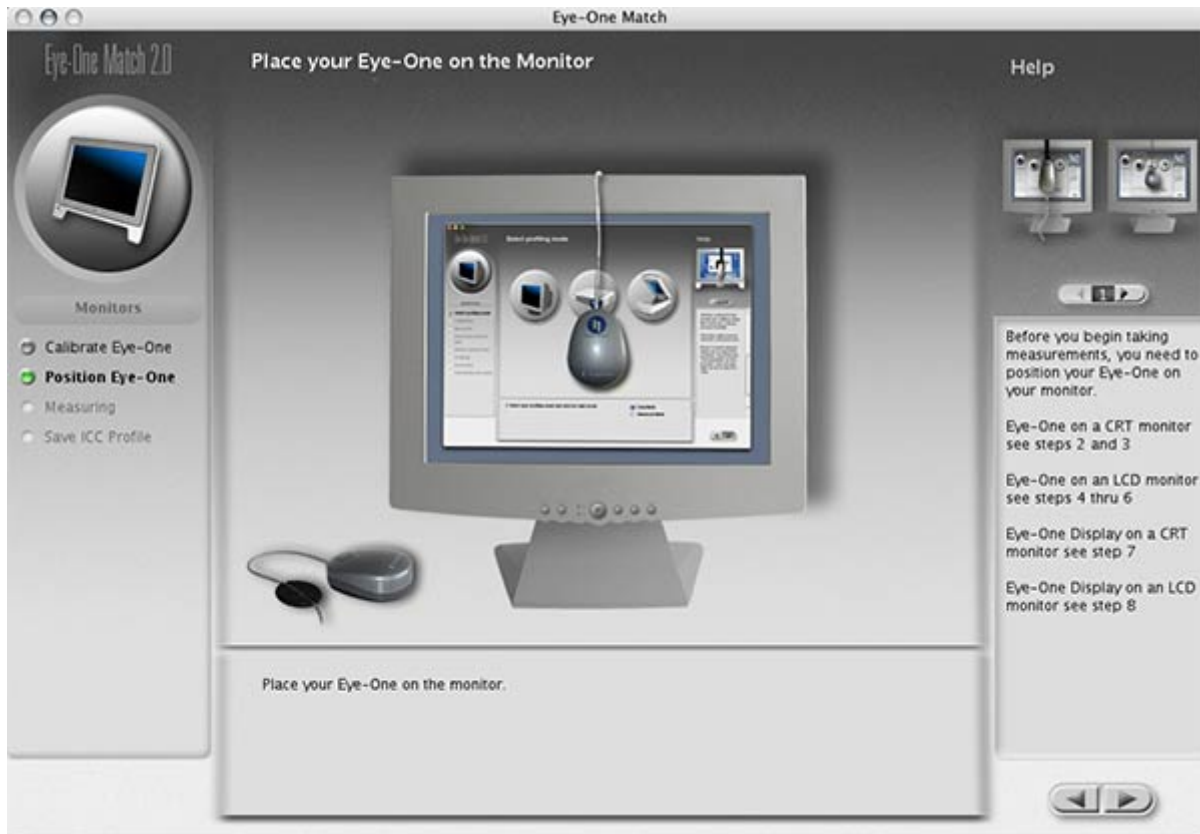 Eye-One Match
Eye-One Match 2.0
Place your Eye-One on the Monitor
Help
Select profiling mode
Monitors
Calibrate Eye-One
Position Eye-One
Measuring
Save ICC Profile
1
Before you begin taking
measurements, you need to
position your Eye-One on
your monitor.
Eye-One on a CRT monitor
see steps 2 and 3
Eye-One on an LCD monitor
see steps 4 thru 6
Eye-One Display on a CRT
monitor see step 7
Eye-One Display on an LCD
monitor see step 8
Place your Eye-One on the monitor.